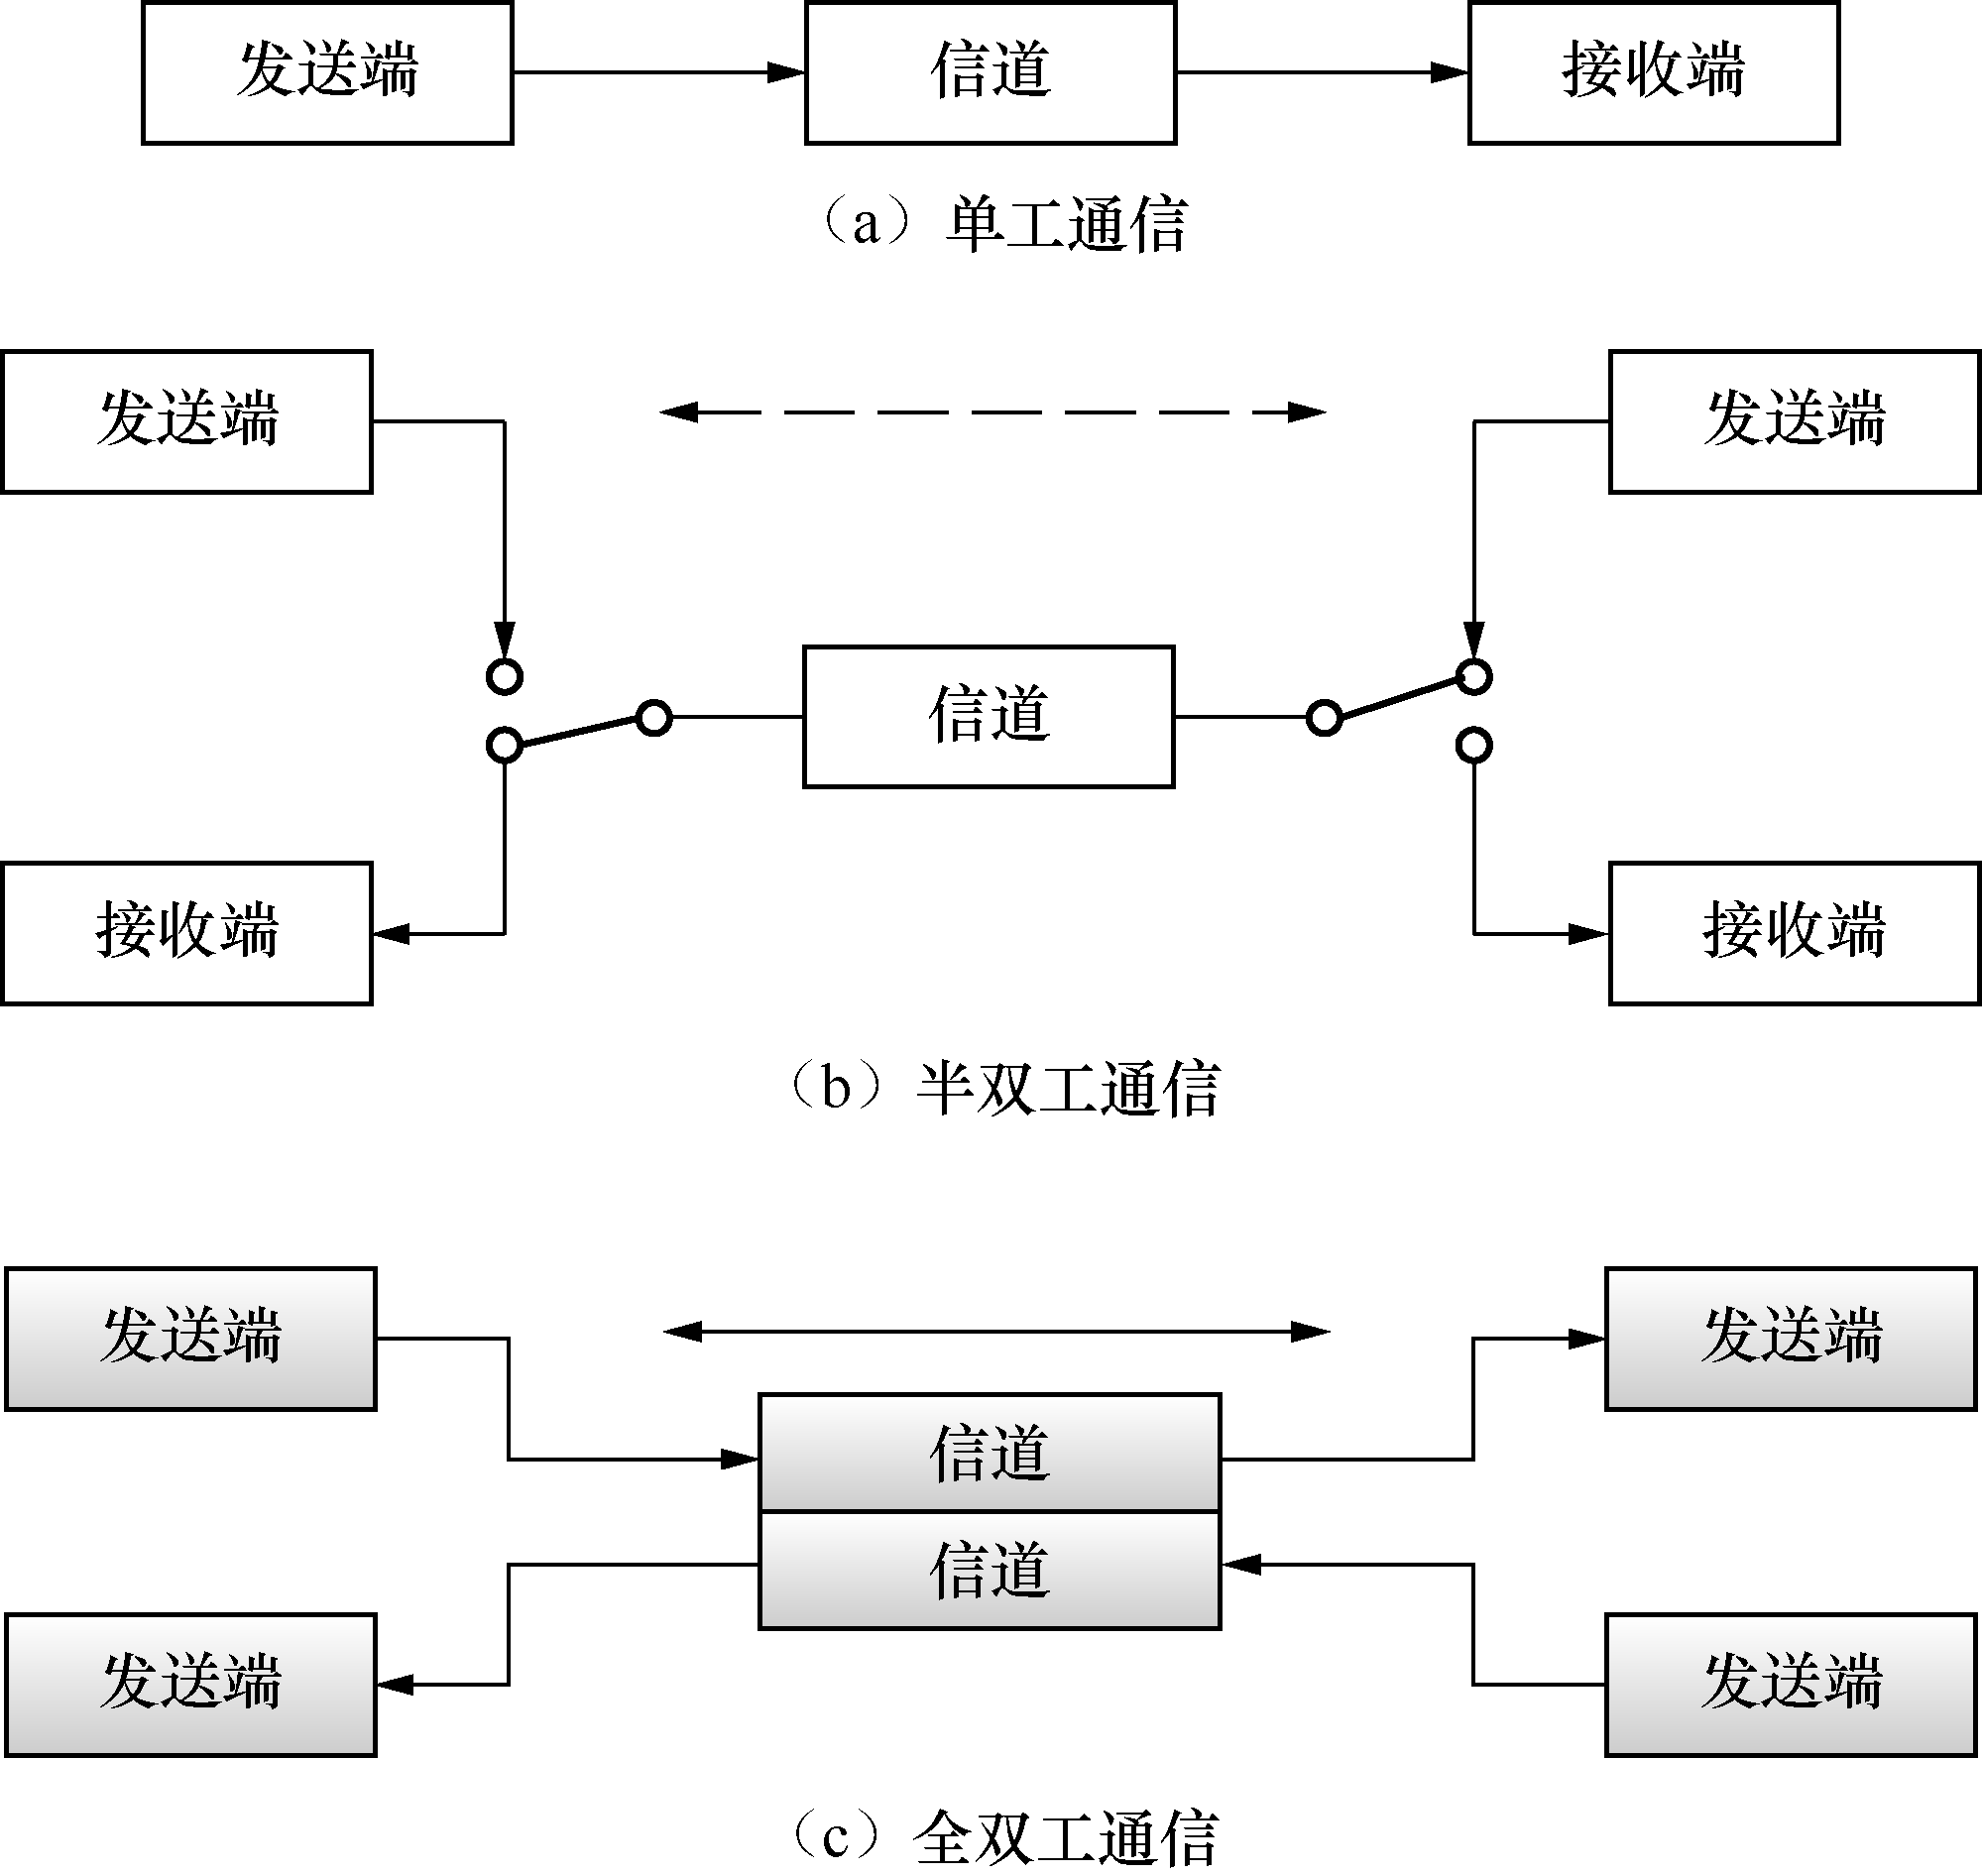 发送端 信道 接收端
（a）单工通信
发送端 发送端
信道
接收端 接收端
（b）半双工通信
发送端 发送端
信道
信道
发送端 发送端
（c）全双工通信